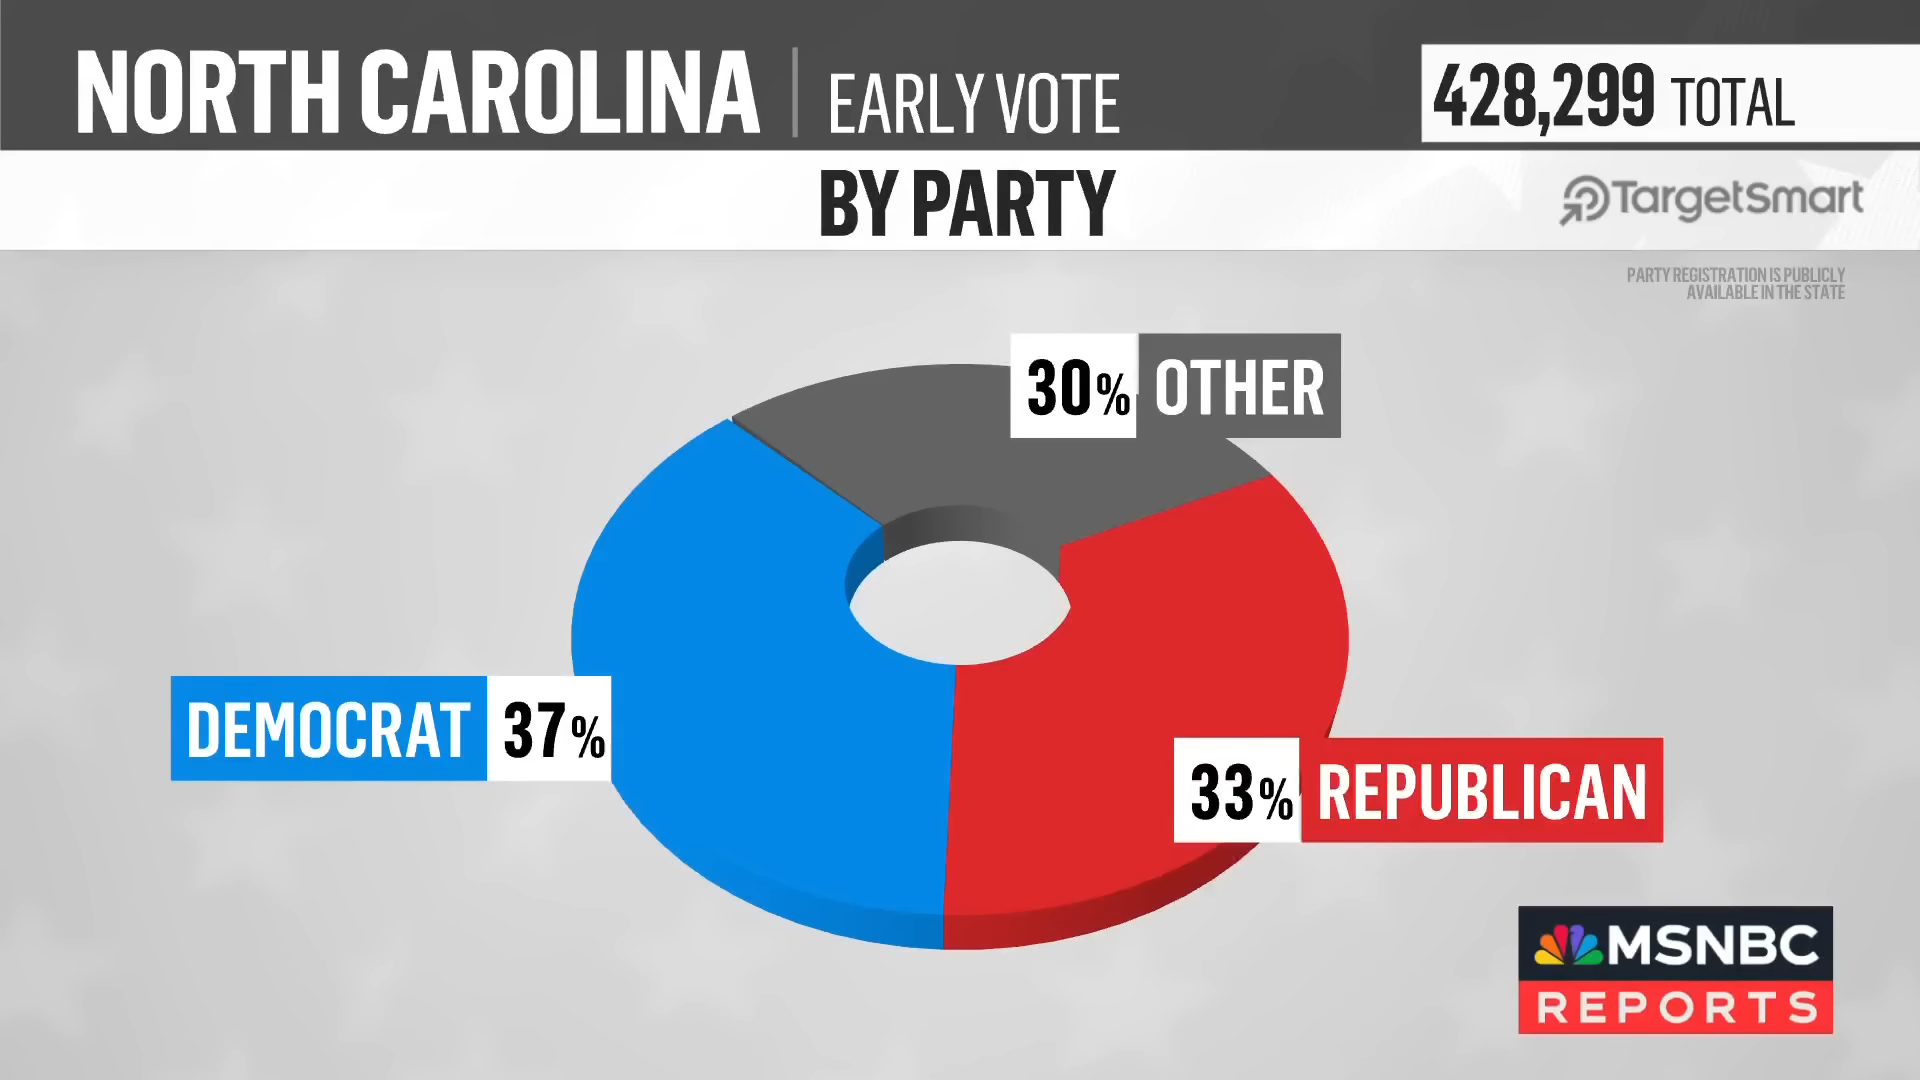 NORTH CAROLINA | EARLY VOTE
428,299 TOTAL
BY PARTY
TargetSmart
PARTY REGISTRATION IS PUBLICLY
AVAILABLE IN THE STATE
30% OTHER
DEMOCRAT 37%
33% REPUBLICAN
MSNBC
REPORTS